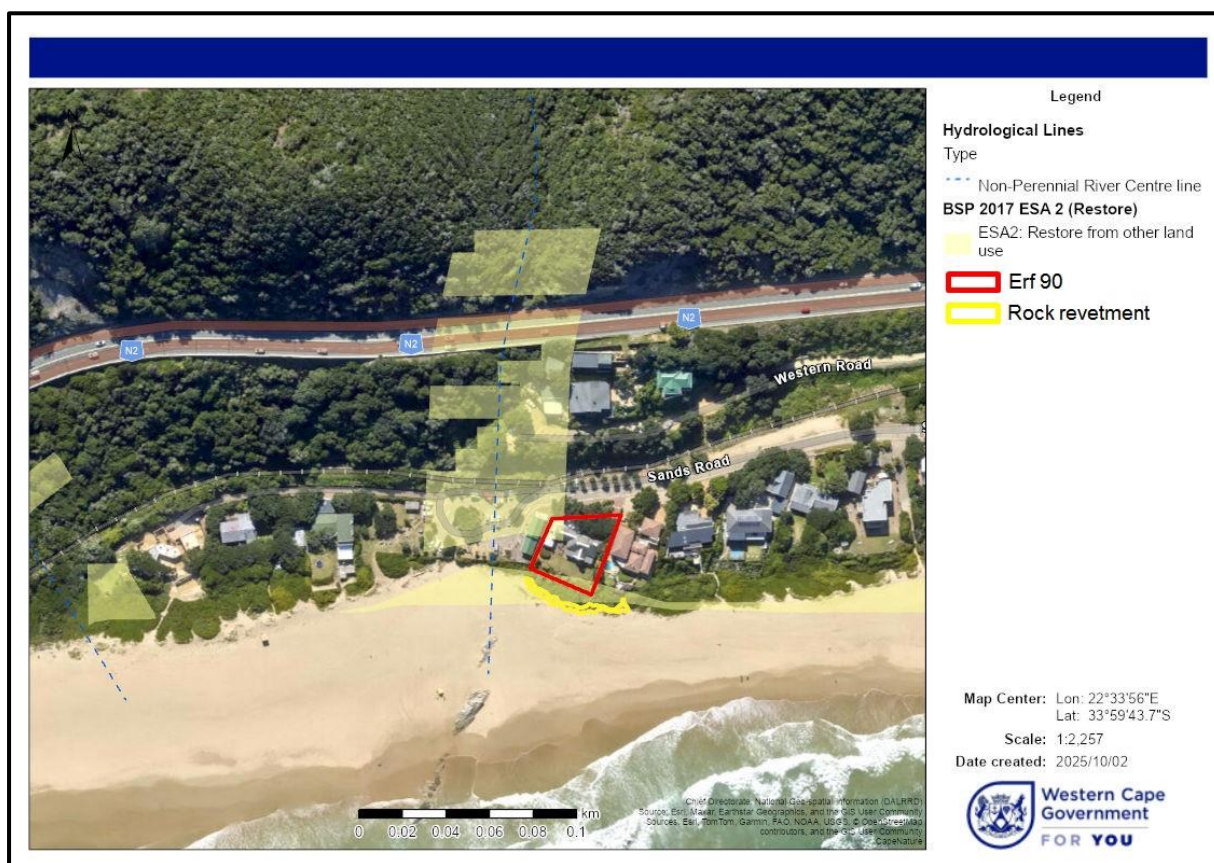 Legend
Hydrological Lines
Type
Non-Perennial River Centre line
BSP 2017 ESA 2 (Restore)
ESA2: Restore from other land
use
Erf 90
Rock revetment
N2
N2
N2
Western Road
Sands Road
S
Map Center: Lon: 22°33'56"E
Lat: 33°59'43.7"S
Scale: 1:2,257
Date created: 2025/10/02
km
0 0.02 0.04 0.06 0.08 0.1
Chief Directorate: National Geo-spatial Information (DALRRD)
Source: Esri, Maxar, Earthstar Geographics, and the GIS User Community
Sources: Esri, TomTom, Garmin, FAO, NOAA, USGS, © OpenStreetMap
contributors, and the GIS User Community
CapeNature
Western Cape
Government
FOR YOU